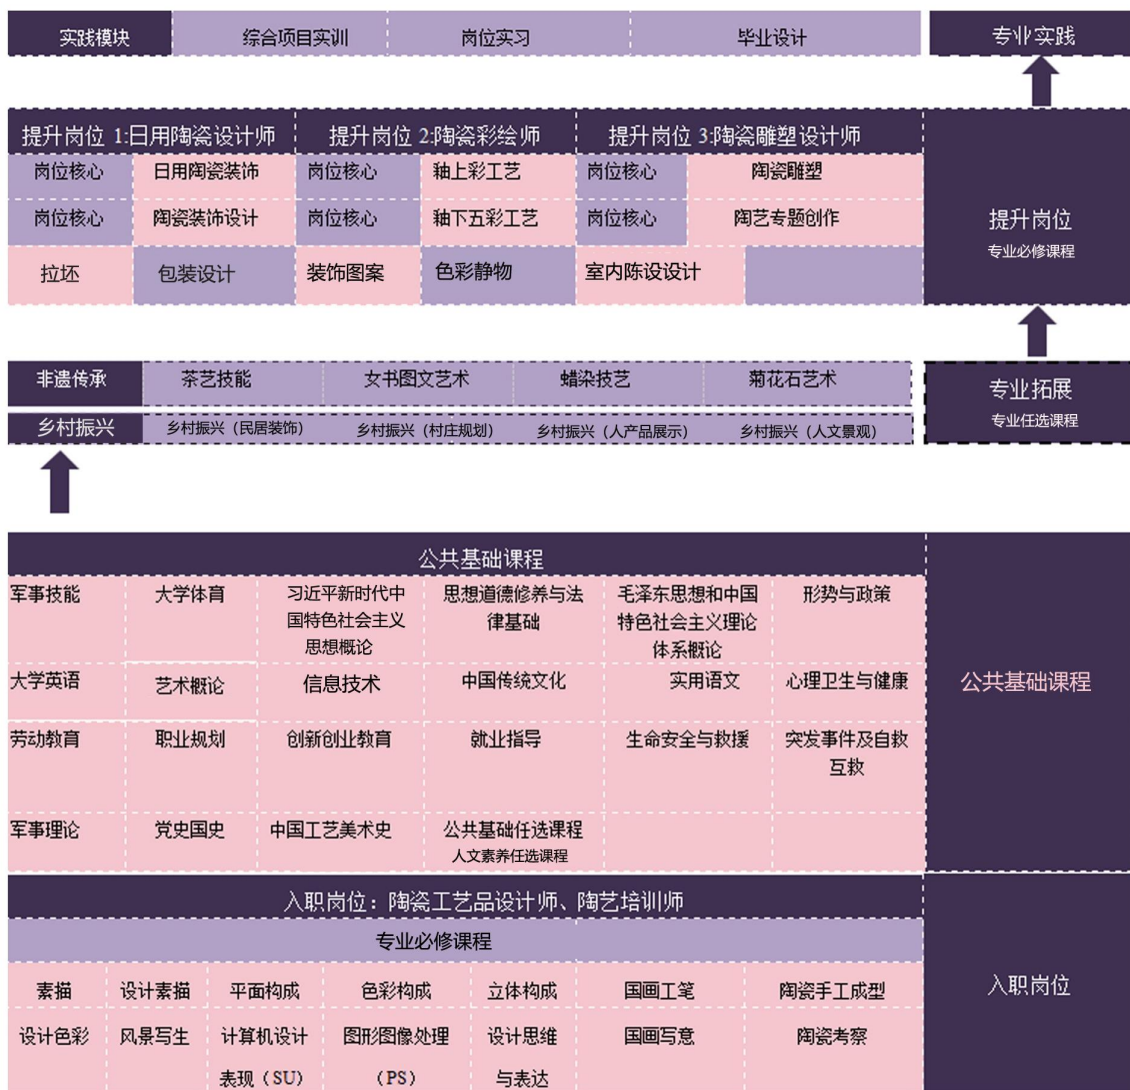 实践模块 综合项目实训 岗位实习 毕业设计 专业实践
提升岗位 1:日用陶瓷设计师 提升岗位 2:陶瓷彩绘师 提升岗位 3:陶瓷雕塑设计师
岗位核心 日用陶瓷装饰 岗位核心 釉上彩工艺 岗位核心 陶瓷雕塑
岗位核心 陶瓷装饰设计 岗位核心 釉下五彩工艺 岗位核心 陶艺专题创作
提升岗位
专业必修课程
拉坯 包装设计 装饰图案 色彩静物 室内陈设设计
非遗传承 茶艺技能 女书图文艺术 蜡染技艺 菊花石艺术
专业拓展
专业任选课程
乡村振兴 乡村振兴（民居装饰） 乡村振兴（村庄规划） 乡村振兴（人产品展示） 乡村振兴（人文景观）
公共基础课程
军事技能 大学体育 习近平新时代中 思想道德修养与法 毛泽东思想和中国 形势与政策
国特色社会主义 律基础 特色社会主义理论
思想概论 体系概论
大学英语 艺术概论 信息技术 中国传统文化 实用语文 心理卫生与健康
公共基础课程
劳动教育 职业规划 创新创业教育 就业指导 生命安全与救援 突发事件及自救
互救
军事理论 党史国史 中国工艺美术史 公共基础任选课程
人文素养任选课程
入职岗位：陶瓷工艺品设计师、陶艺培训师
专业必修课程
入职岗位
素描 设计素描 平面构成 色彩构成 立体构成 国画工笔 陶瓷手工成型
设计色彩 风景写生 计算机设计 图形图像处理 设计思维 国画写意 陶瓷考察
表现（SU） （PS） 与表达